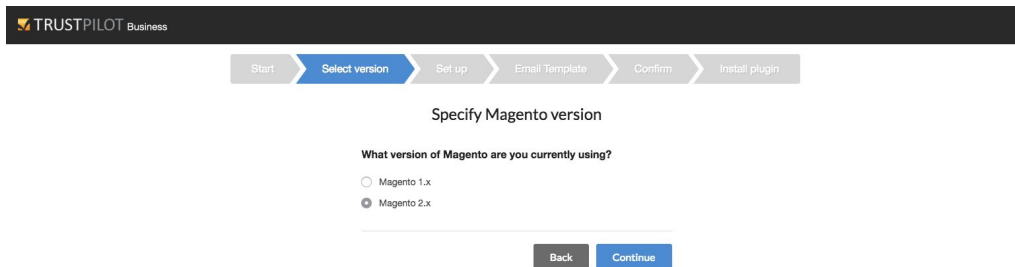 TRUSTPILOT Business
Start Select version Set up Email Template Confirm Install plugin
Specify Magento version
What version of Magento are you currently using?
Magento 1.x
Magento 2.x
Back Continue